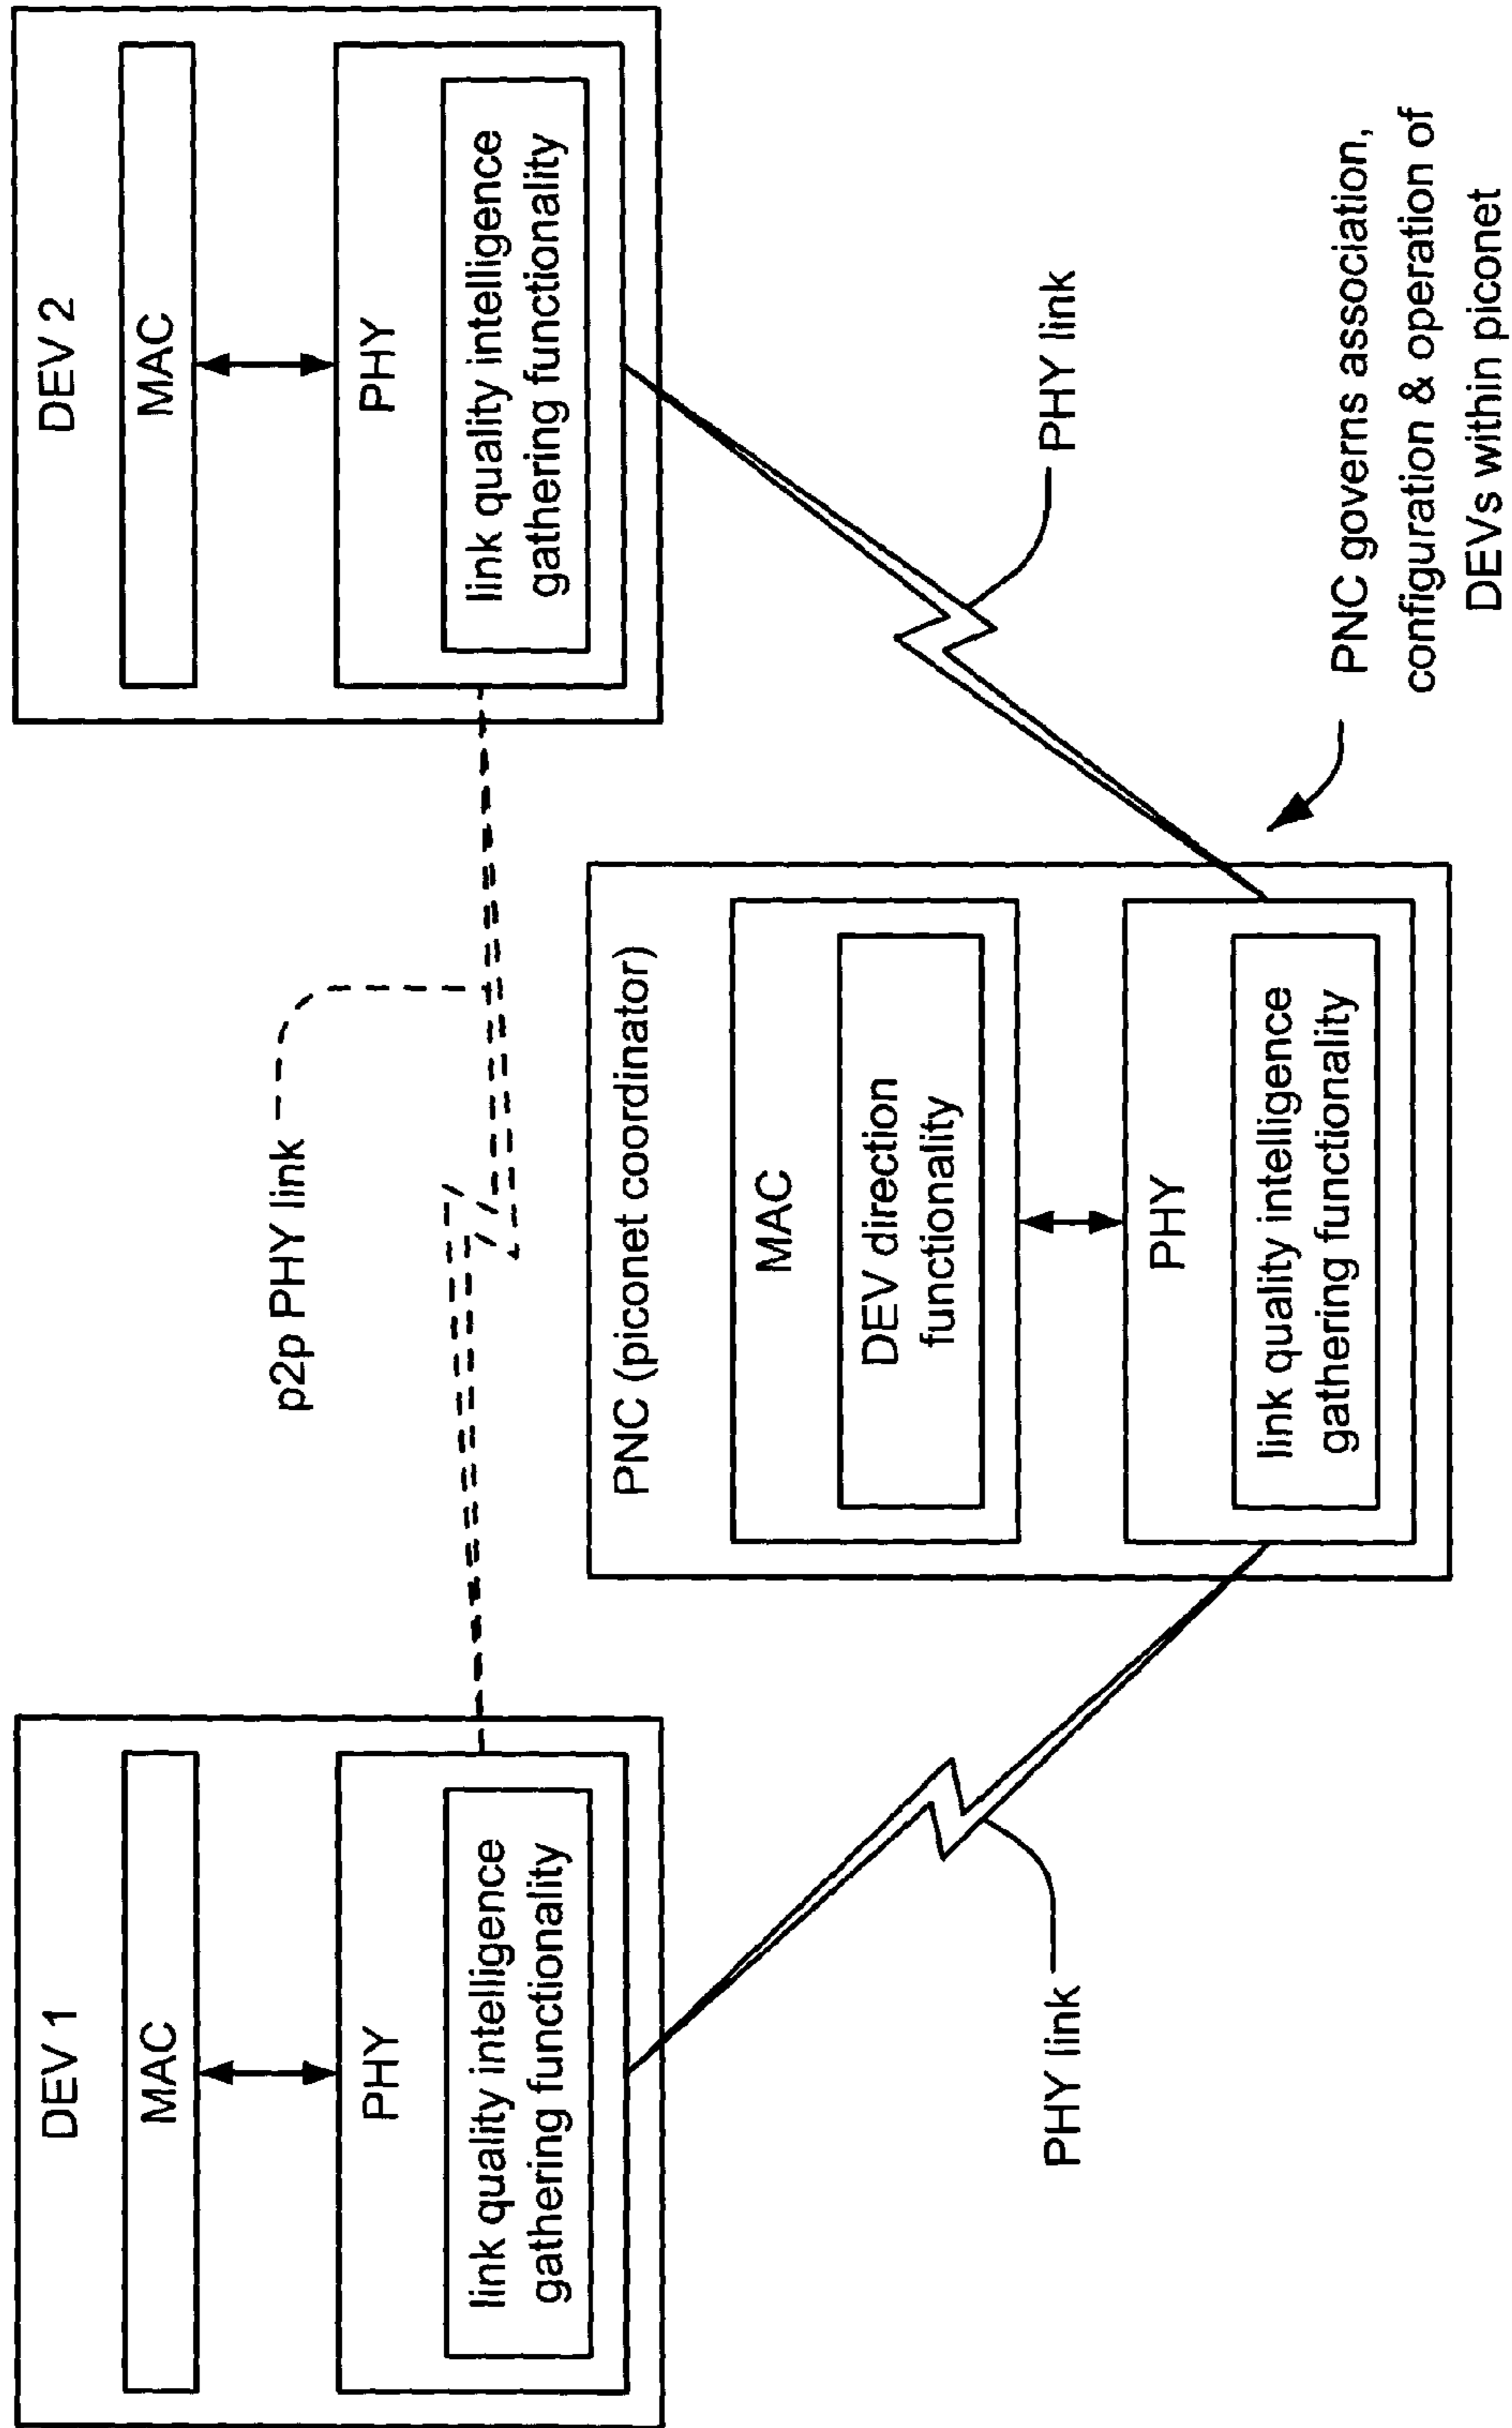 DEV 1
MAC
PHY
link quality intelligence
gathering functionality
p2p PHY link
DEV 2
MAC
PHY
link quality intelligence
gathering functionality
PNC (piconet coordinator)
MAC
DEV direction
functionality
PHY
link quality intelligence
gathering functionality
PHY link
PHY link
PNC governs association,
configuration & operation of
DEVs within piconet